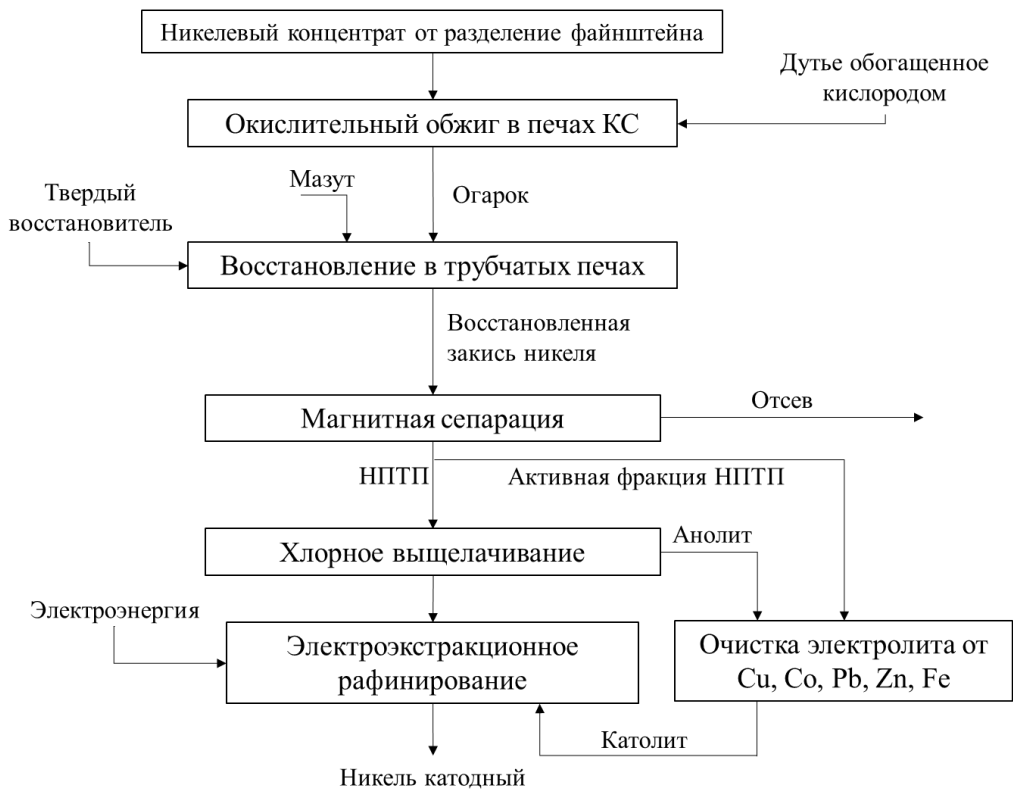 Никелевый концентрат от разделение файнштейна
Дутье обогащенное
кислородом
Окислительный обжиг в печах КС
Мазут
Огарок
Твердый
восстановитель
Восстановление в трубчатых печах
Восстановленная
закись никеля
Магнитная сепарация
Отсев
НПТП
Активная фракция НПТП
Хлорное выщелачивание
Анолит
Электроэнергия
Электроэкстракционное
рафинирование
Очистка электролита от
Cu, Co, Pb, Zn, Fe
Католит
Никель катодный